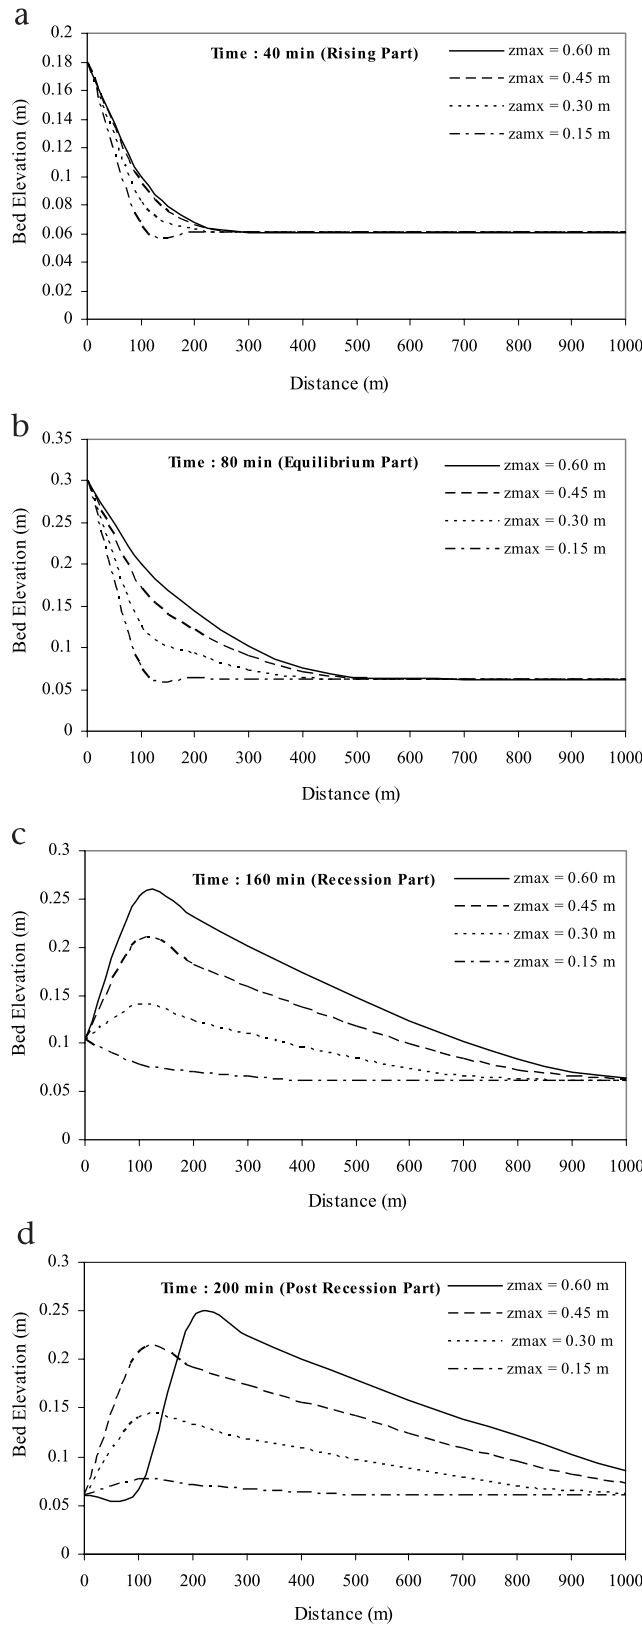 a
0.2
0.18
0.16
0.14
0.12
0.1
0.08
0.06
0.04
0.02
0
Bed Elevation (m)
Time : 40 min (Rising Part)
zmax = 0.60 m
zmax = 0.45 m
zamx = 0.30 m
zamx = 0.15 m
0 100 200 300 400 500 600 700 800 900 1000
Distance (m)
b
0.35
0.3
0.25
0.2
0.15
0.1
0.05
0
Bed Elevation (m)
Time : 80 min (Equilibrium Part)
zmax = 0.60 m
zmax = 0.45 m
zmax = 0.30 m
zmax = 0.15 m
0 100 200 300 400 500 600 700 800 900 1000
Distance (m)
c
0.3
0.25
0.2
0.15
0.1
0.05
0
Bed Elevation (m)
Time : 160 min (Recession Part)
zmax = 0.60 m
zmax = 0.45 m
zmax = 0.30 m
zmax = 0.15 m
0 100 200 300 400 500 600 700 800 900 1000
Distance (m)
d
0.3
0.25
0.2
0.15
0.1
0.05
0
Bed Elevation (m)
Time : 200 min (Post Recession Part)
zmax = 0.60 m
zmax = 0.45 m
zmax = 0.30 m
zmax = 0.15 m
0 100 200 300 400 500 600 700 800 900 1000
Distance (m)